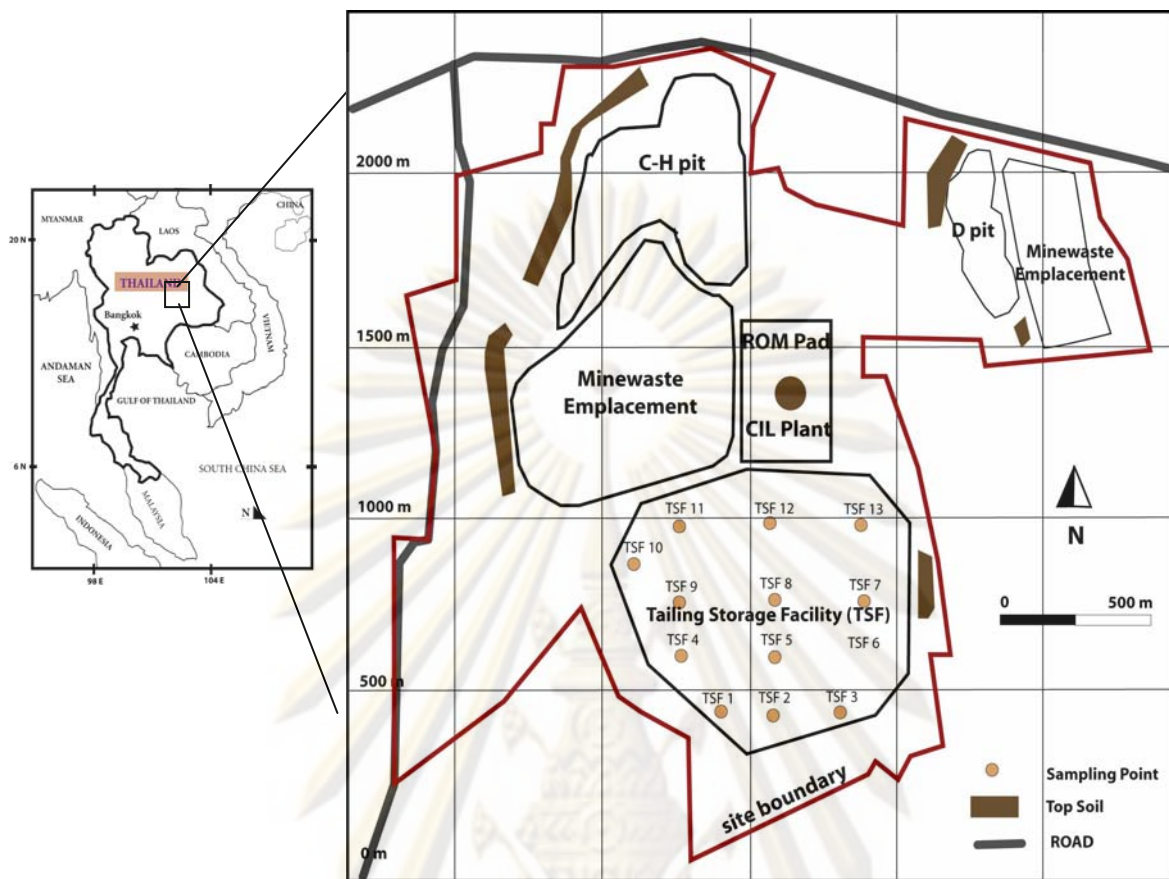 MYANMAR
CHINA
LAOS
20 N
THAILAND
Bangkok
VIETNAM
CAMBODIA
ANDAMAN
SEA
GULF OF THAILAND
6 N
SOUTH CHINA SEA
MALAYSIA
N
INDONESIA
98 E
104 E
2000 m
1500 m
1000 m
500 m
0 m
C-H pit
D pit
Minewaste
Emplacement
ROM Pad
CIL Plant
Minewaste
Emplacement
TSF 11
TSF 12
TSF 13
TSF 10
TSF 9
TSF 8
TSF 7
Tailing Storage Facility (TSF)
TSF 4
TSF 5
TSF 6
TSF 1
TSF 2
TSF 3
site boundary
N
0
500 m
Sampling Point
Top Soil
ROAD